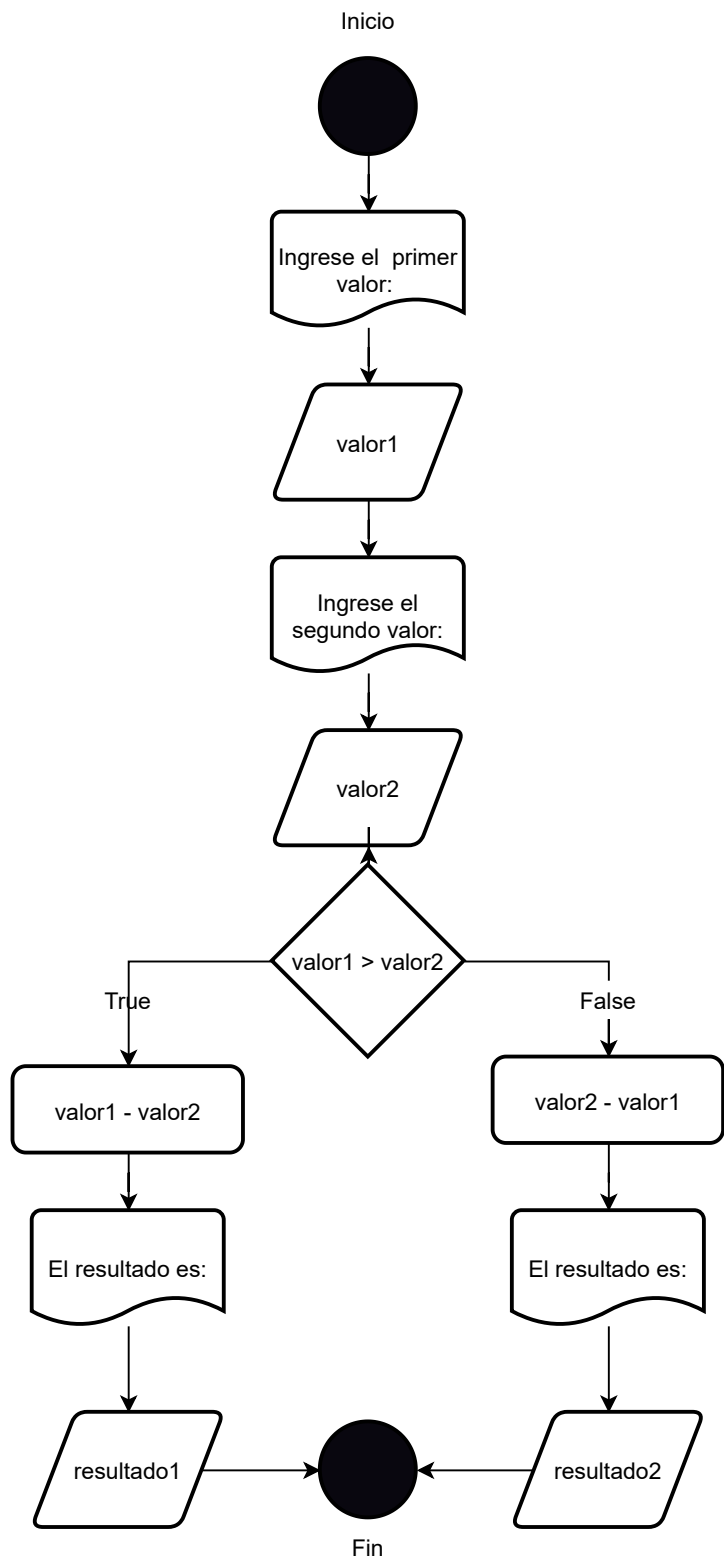 Inicio
Ingrese el primer
valor:
valor1
Ingrese el
segundo valor:
valor2
valor1 > valor2
True
False
valor1 - valor2
valor2 - valor1
El resultado es:
El resultado es:
resultado1
resultado2
Fin